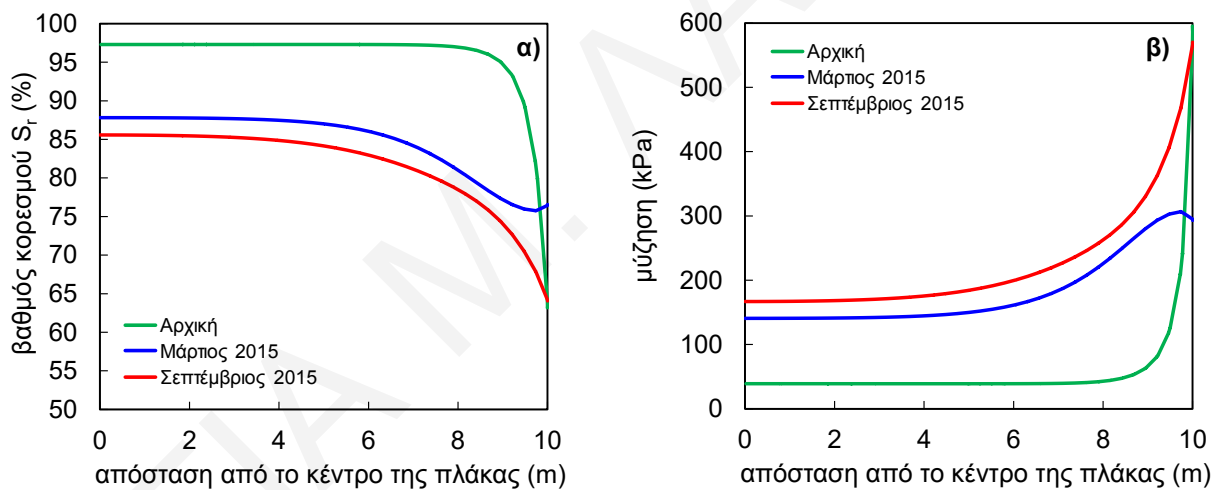 α)
100
95
90
85
80
75
70
65
60
55
50
βαθμός κορεσμού Sr (%)
Αρχική
Μάρτιος 2015
Σεπτέμβριος 2015
0 2 4 6 8 10
απόσταση από το κέντρο της πλάκας (m)
β)
600
500
400
300
200
100
0
μύζηση (kPa)
Αρχική
Μάρτιος 2015
Σεπτέμβριος 2015
0 2 4 6 8 10
απόσταση από το κέντρο της πλάκας (m)